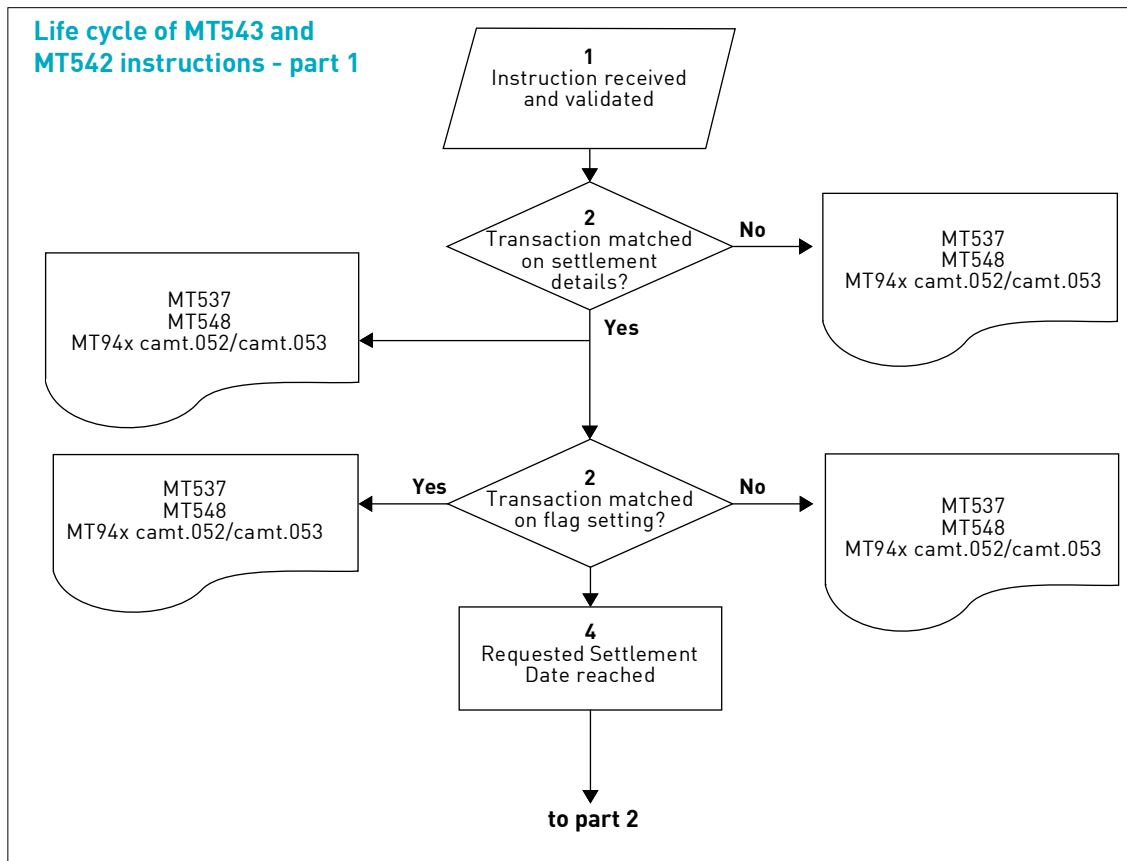 Life cycle of MT543 and
MT542 instructions - part 1
1
Instruction received
and validated
2
Transaction matched
on settlement
details?
No
MT537
MT548
MT94x camt.052/camt.053
Yes
MT537
MT548
MT94x camt.052/camt.053
2
Transaction matched
on flag setting?
Yes
No
MT537
MT548
MT94x camt.052/camt.053
MT537
MT548
MT94x camt.052/camt.053
4
Requested Settlement
Date reached
to part 2